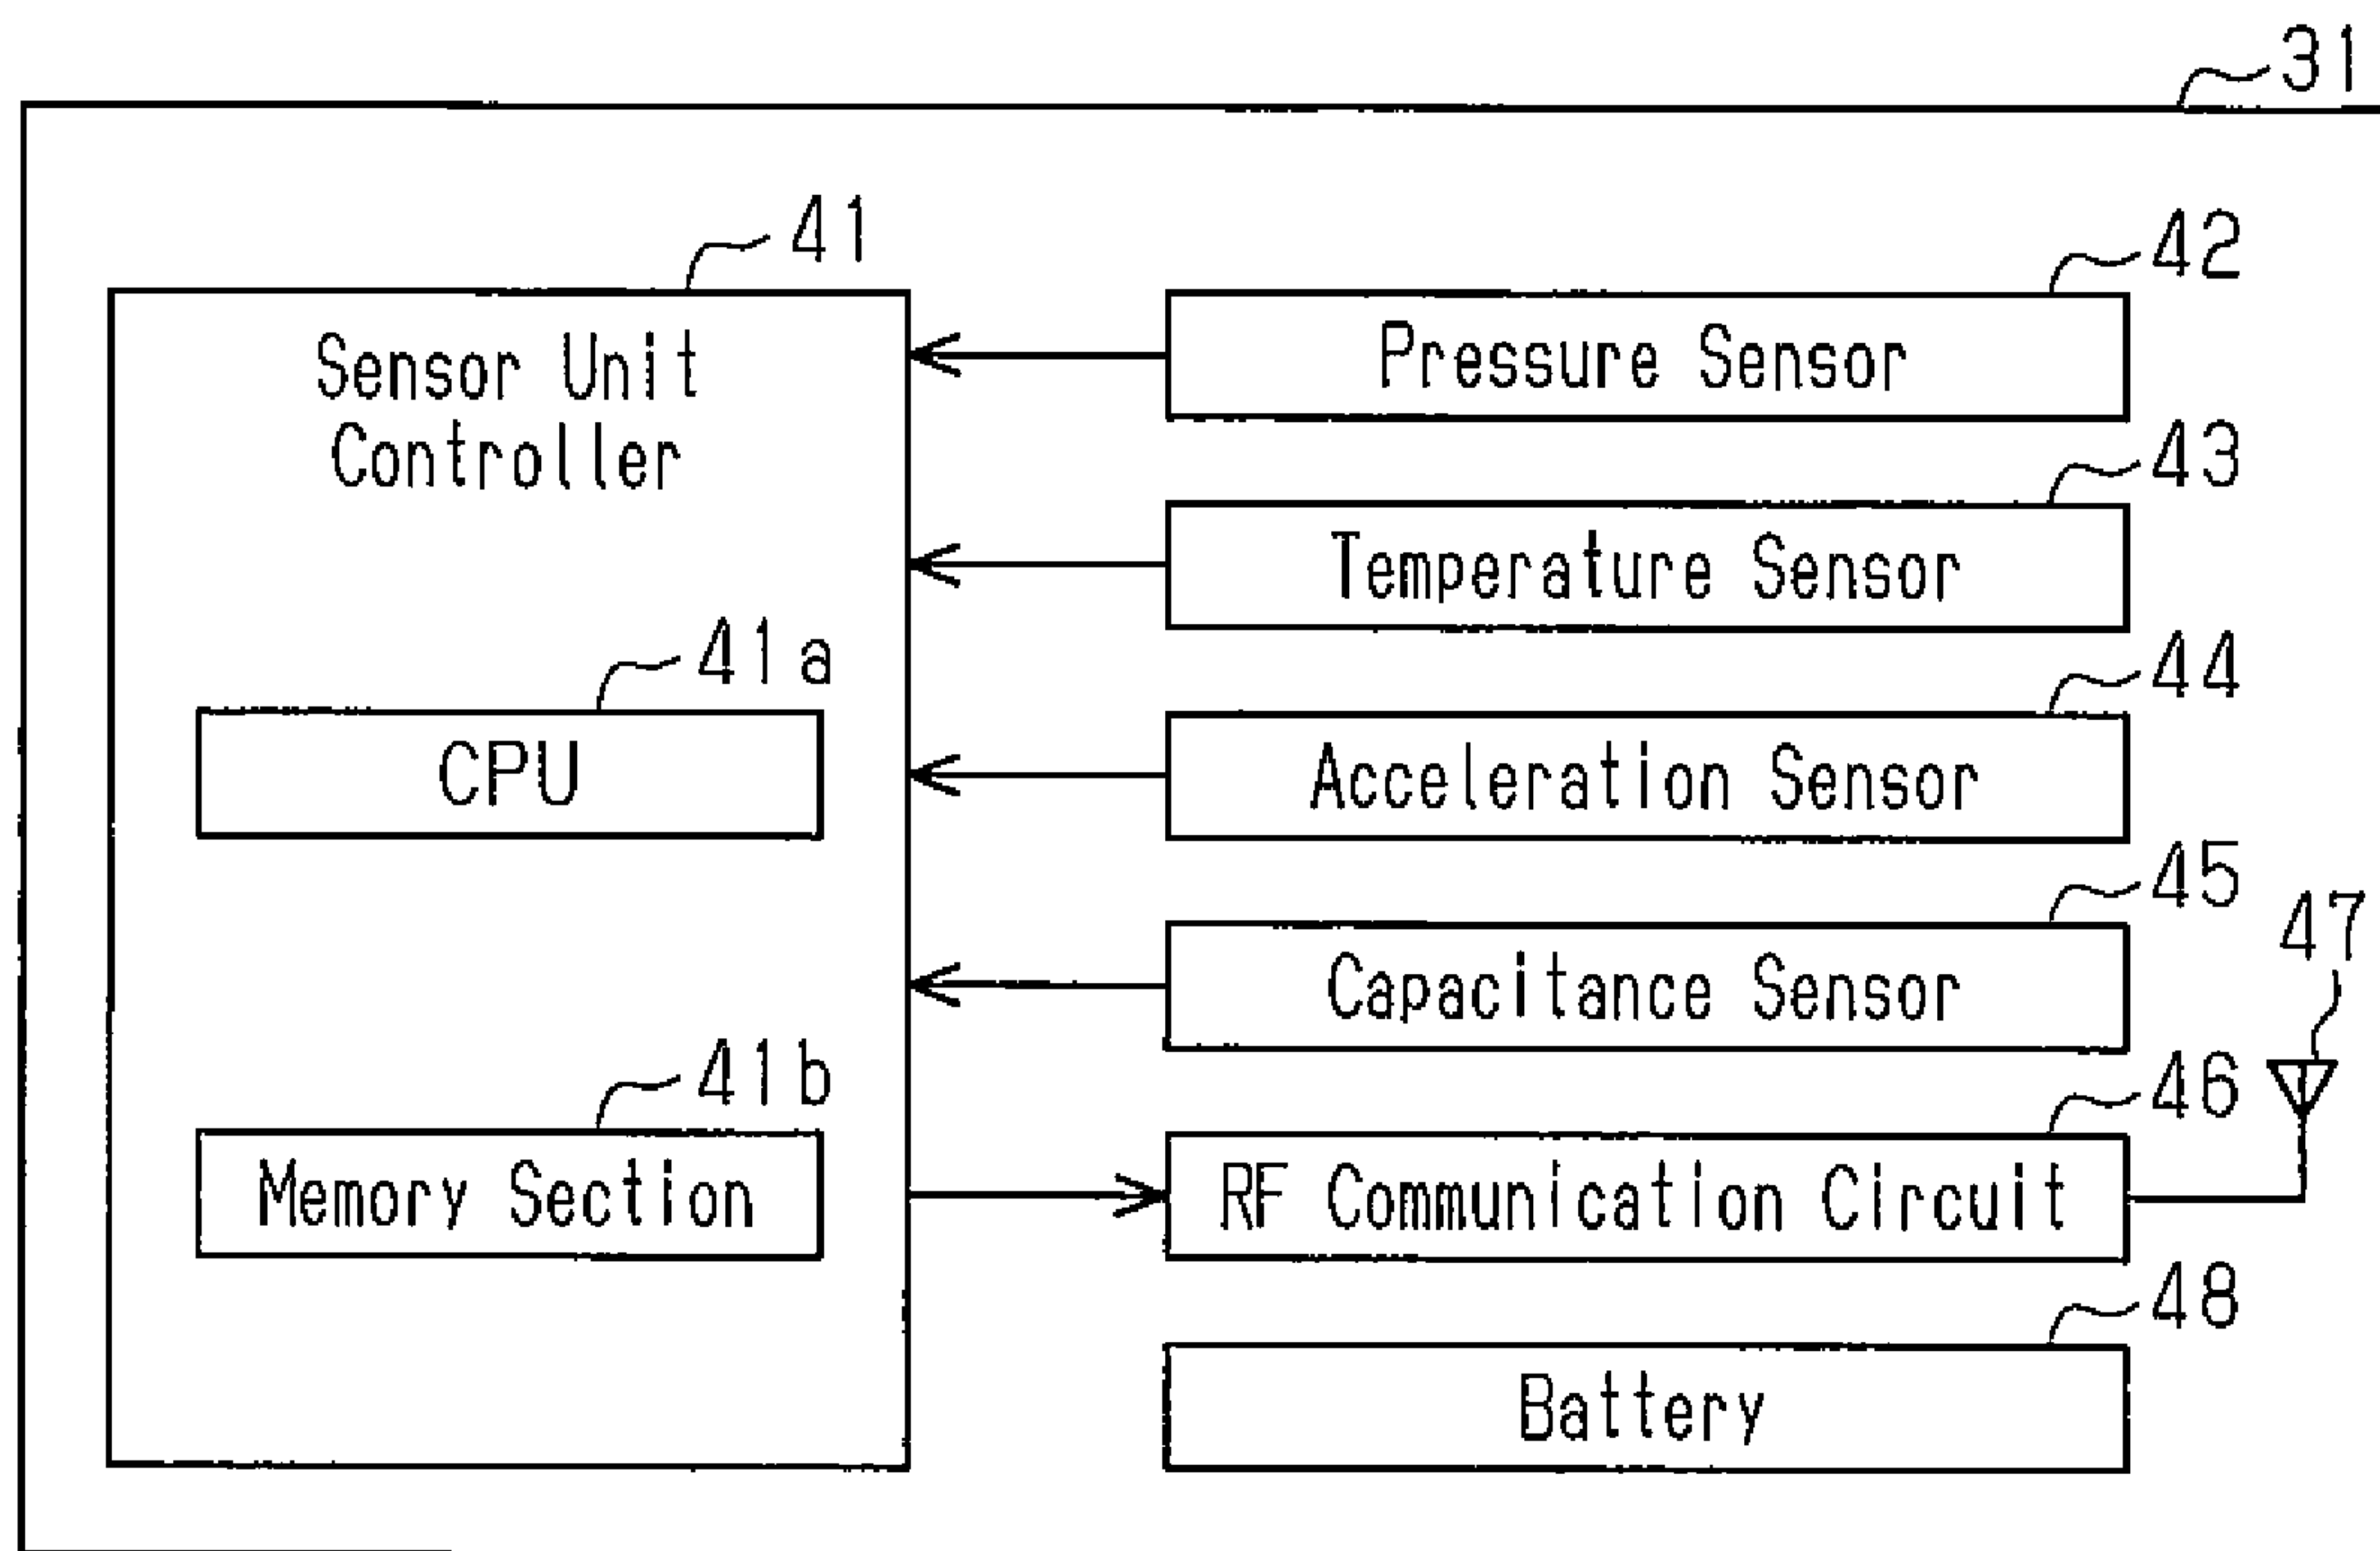 31
41
Sensor Unit
Controller
41a
CPU
41b
Memory Section
42
Pressure Sensor
43
Temperature Sensor
44
Acceleration Sensor
45
Capacitance Sensor
47
46
RF Communication Circuit
48
Battery